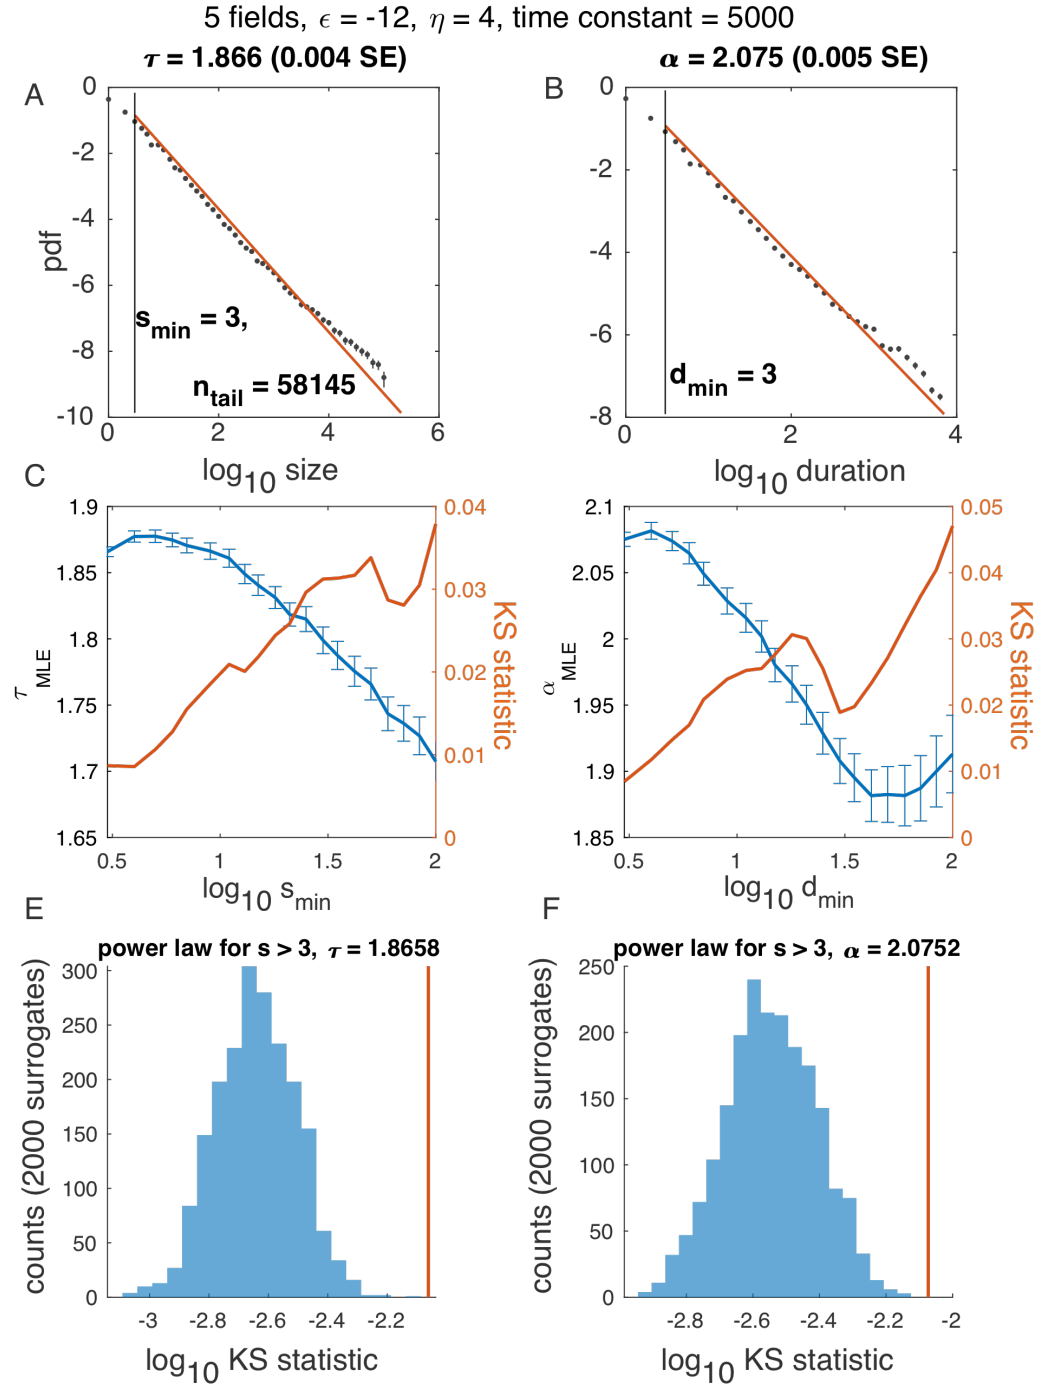 5 fields, ϵ = -12, η = 4, time constant = 5000
τ = 1.866 (0.004 SE)
α = 2.075 (0.005 SE)
A
0
-2
-4
-6
-8
-10
pdf
s_min = 3,
n_tail = 58145
0 2 4 6
log10 size
B
0
-2
-4
-6
-8
d_min = 3
0 2 4
log10 duration
C
1.9
1.85
1.8
1.75
1.7
1.65
τ MLE
0.04
0.03
0.02
0.01
0
KS statistic
0.5 1 1.5 2
log10 s_min
2.1
2.05
2
1.95
1.9
1.85
α MLE
0.05
0.04
0.03
0.02
0.01
0
KS statistic
0.5 1 1.5 2
log10 d_min
E
power law for s > 3, τ = 1.8658
300
250
200
150
100
50
0
counts (2000 surrogates)
-3 -2.8 -2.6 -2.4 -2.2
log10 KS statistic
F
power law for s > 3, α = 2.0752
250
200
150
100
50
0
counts (2000 surrogates)
-2.8 -2.6 -2.4 -2.2 -2
log10 KS statistic